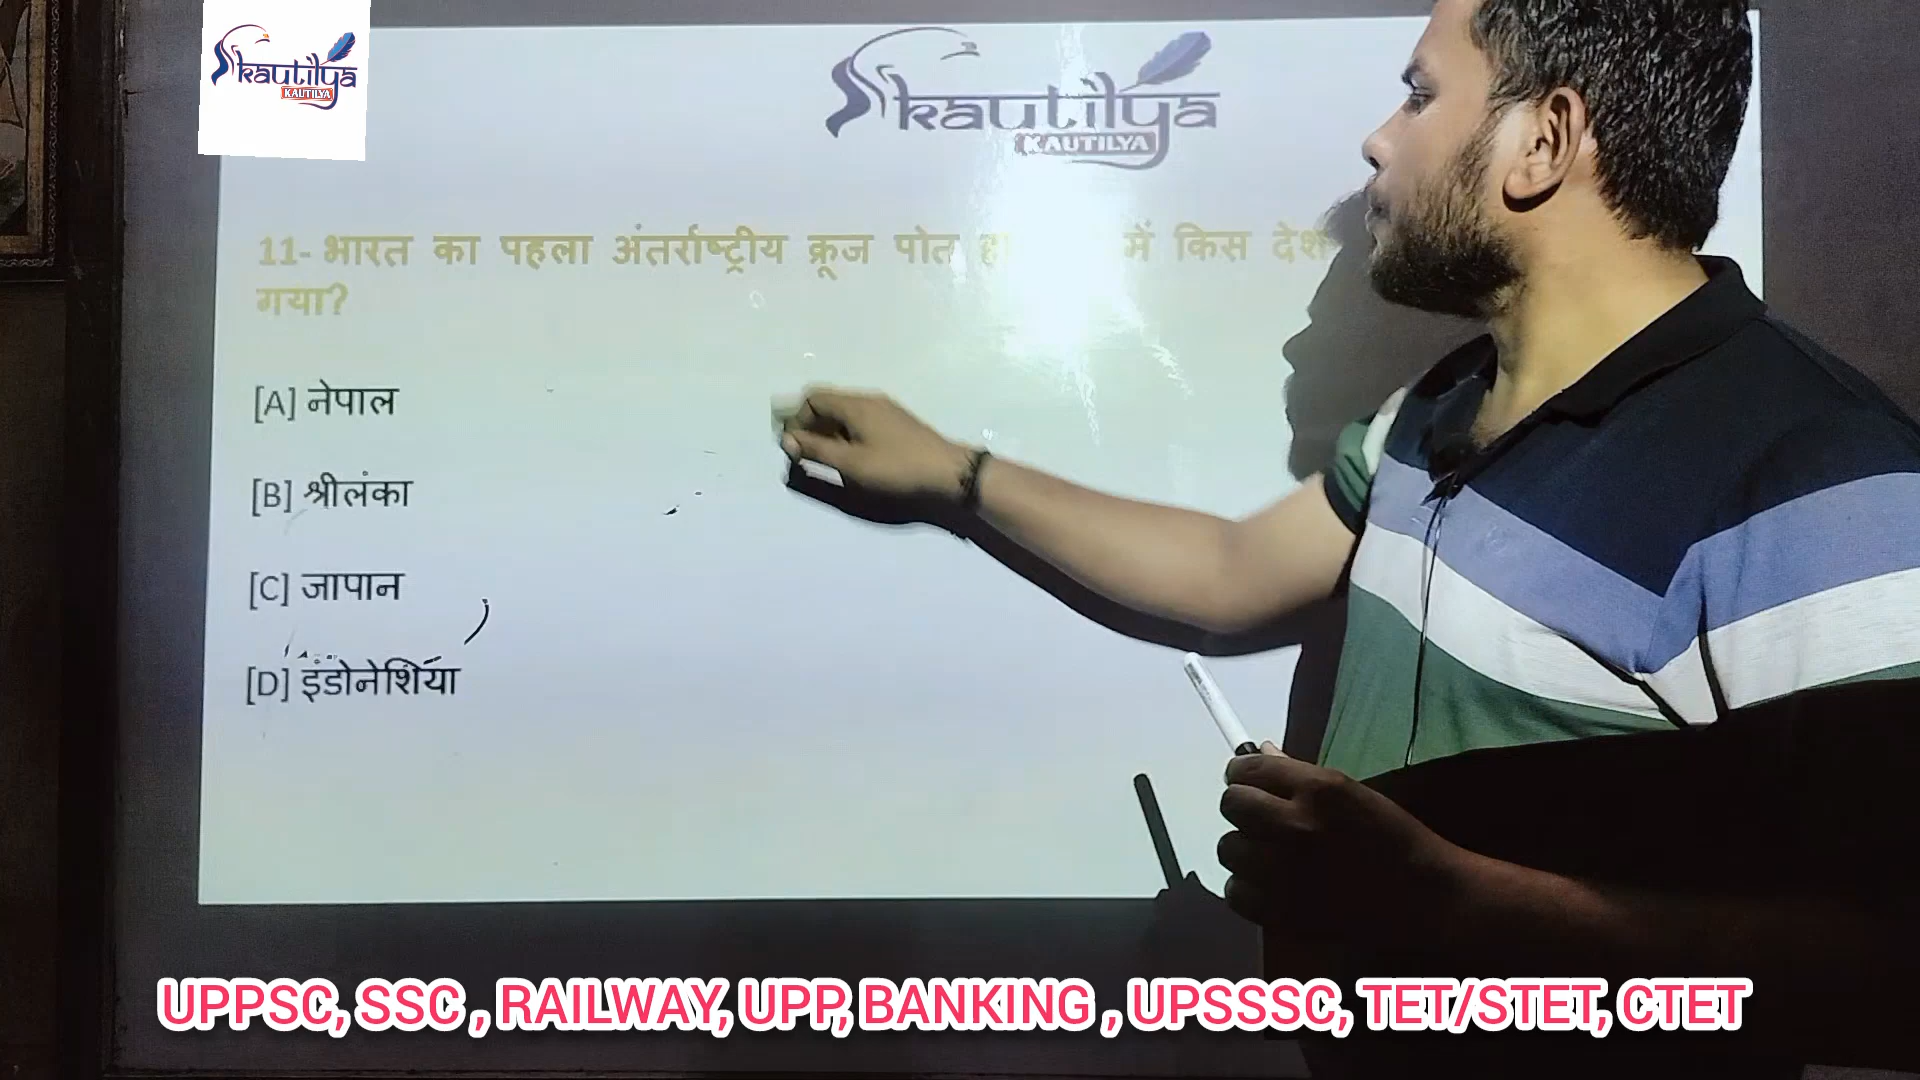 kautilya
KAUTILYA
kautilya
KAUTILYA
11- भारत का पहला अंतर्राष्ट्रीय क्रूज पोत में किस देश
गया?
[A] नेपाल
[B] श्रीलंका
[C] जापान
[D] इंडोनेशिया
UPPSC, SSC , RAILWAY, UPP, BANKING , UPSSSC, TET/STET, CTET